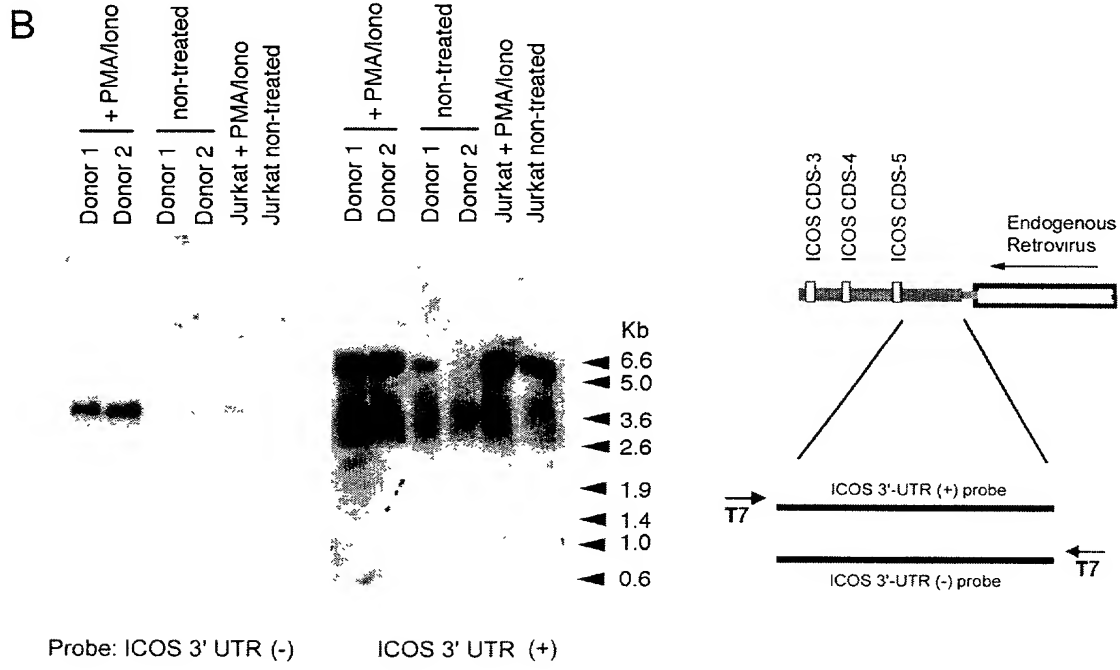 B
+ PMA/Iono
non-treated
Donor 1
Donor 2
Donor 1
Donor 2
Jurkat + PMA/Iono
Jurkat non-treated
+ PMA/Iono
non-treated
Donor 1
Donor 2
Donor 1
Donor 2
Jurkat + PMA/Iono
Jurkat non-treated
Kb
6.6
5.0
3.6
2.6
1.9
1.4
1.0
0.6
Probe: ICOS 3' UTR (-)
ICOS 3' UTR (+)
ICOS CDS-3
ICOS CDS-4
ICOS CDS-5
Endogenous
Retrovirus
ICOS 3'-UTR (+) probe
T7
T7
ICOS 3'-UTR (-) probe